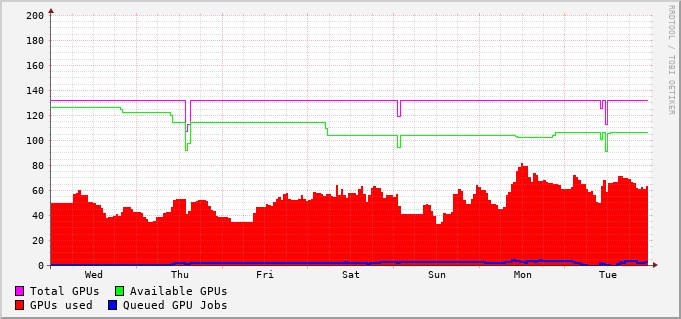 200
180
160
140
120
100
80
60
40
20
0
Wed Thu Fri Sat Sun Mon Tue
Total GPUs Available GPUs
GPUs used Queued GPU Jobs
RRDTOOL / TOBI OETIKER